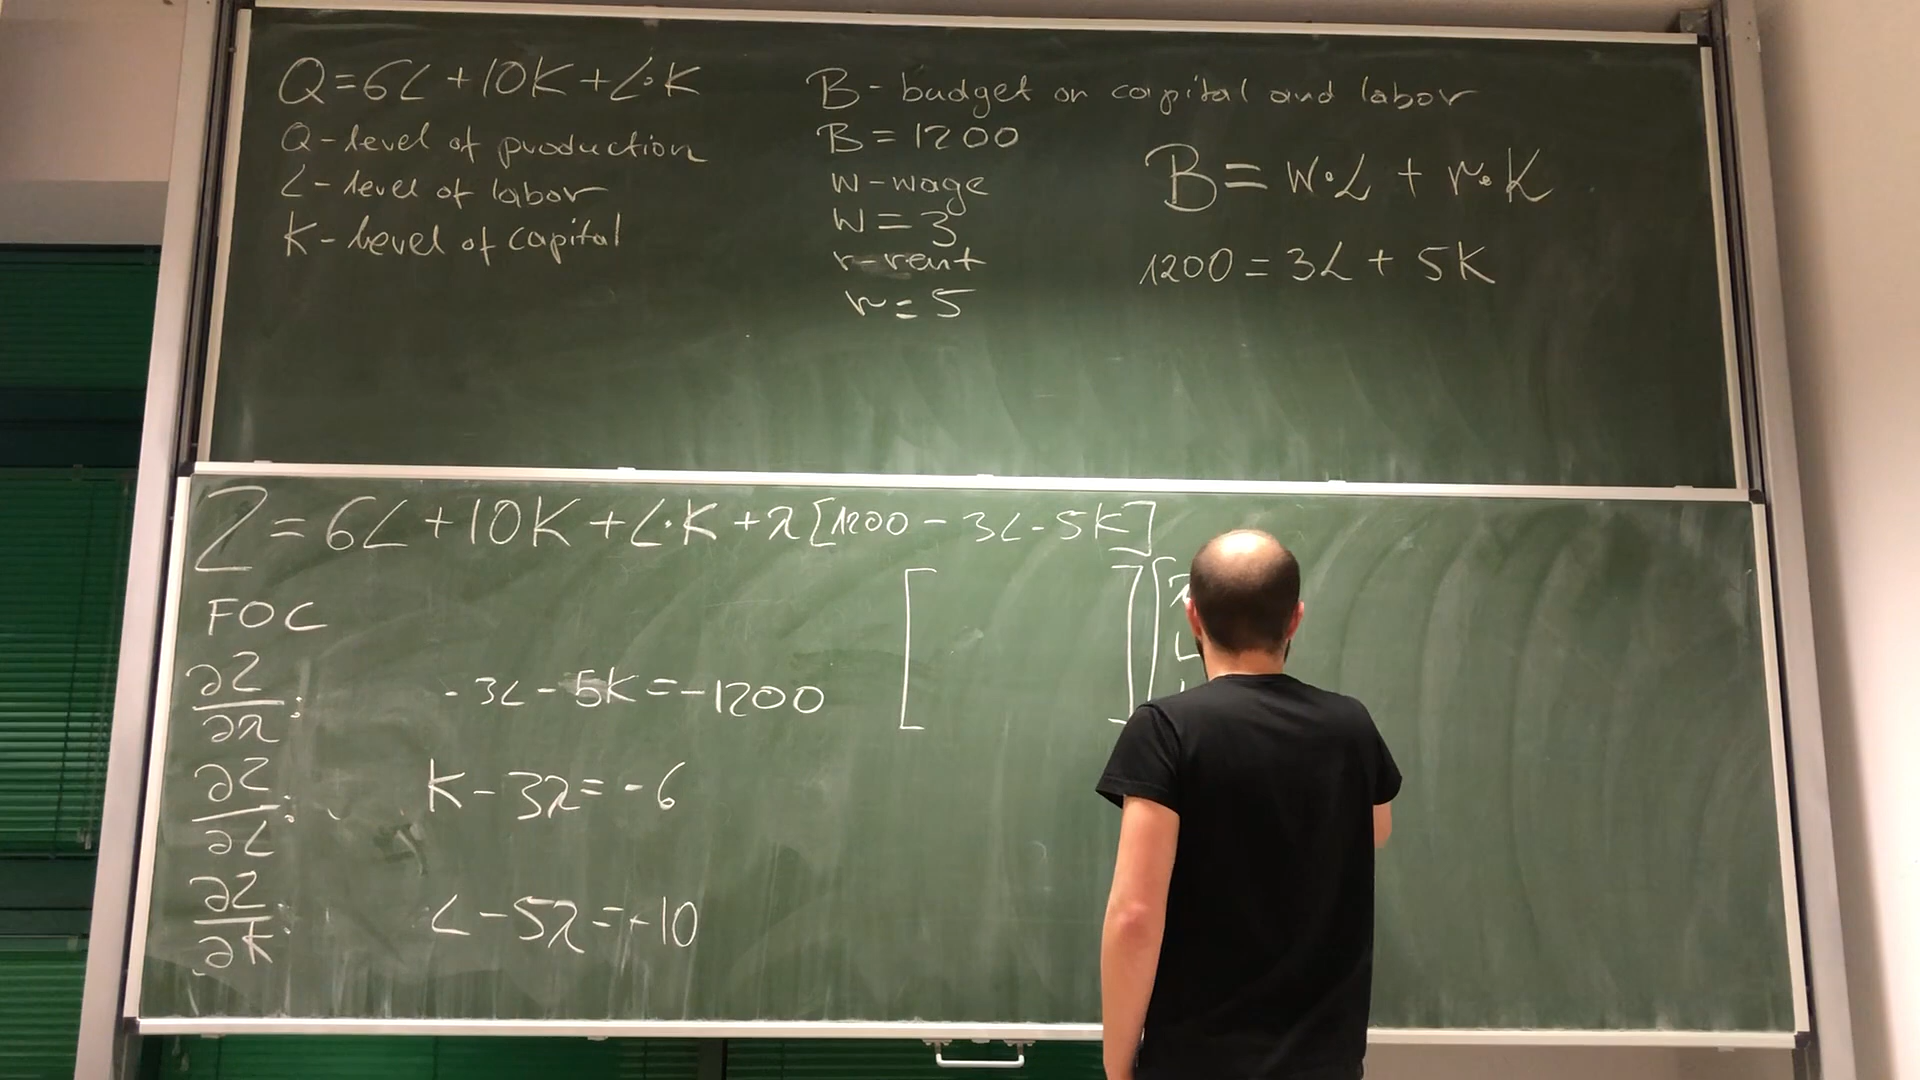 Q=6L+10K+L·K
Q-level of production
L-level of labor
K-level of capital
B-budget on capital and labor
B=1200
w-wage
w=3
r-rent
r=5
B=w·L+r·K
1200=3L+5K
Z=6L+10K+L·K+λ[1200-3L-5K]
FOC
∂Z/∂λ: -3L-5K=-1200
∂Z/∂L: K-3λ=-6
∂Z/∂K: L-5λ=-10
[ ][λ
L